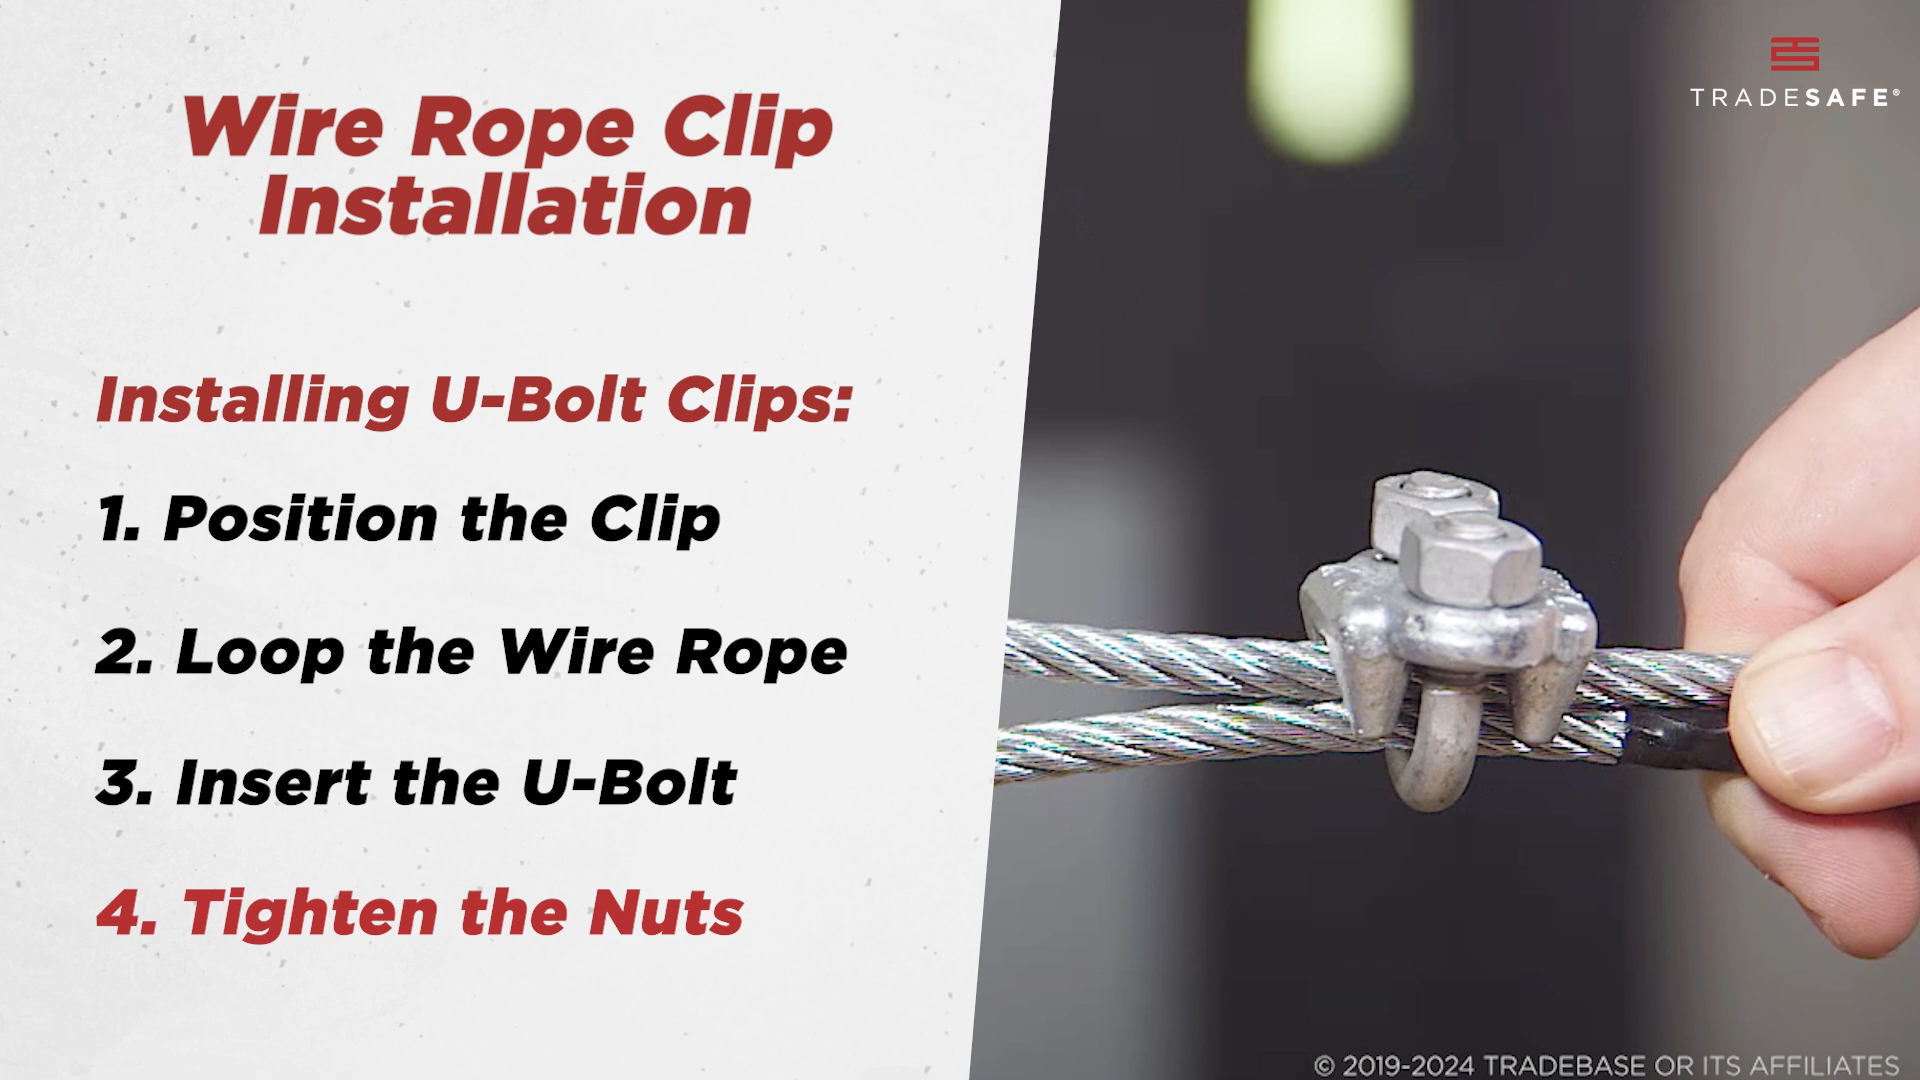 Wire Rope Clip
Installation
Installing U-Bolt Clips:
1. Position the Clip
2. Loop the Wire Rope
3. Insert the U-Bolt
4. Tighten the Nuts
TRADESAFE®
© 2019-2024 TRADEBASE OR ITS AFFILIATES